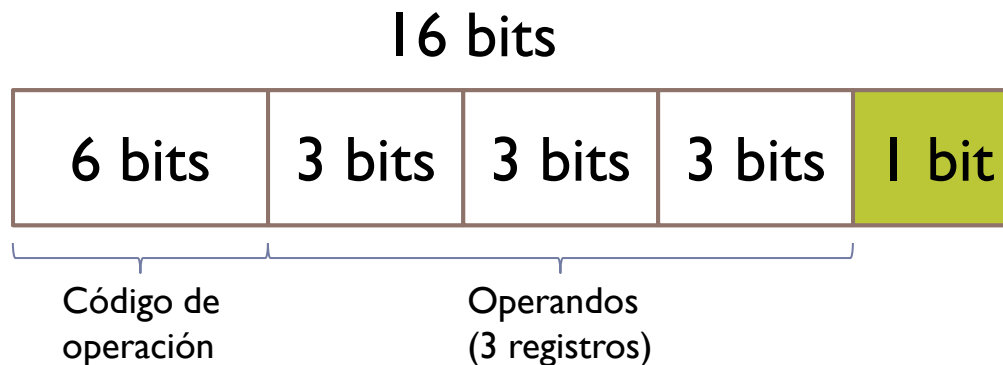 16 bits
6 bits 3 bits 3 bits 3 bits 1 bit
Código de Operandos
operación (3 registros)